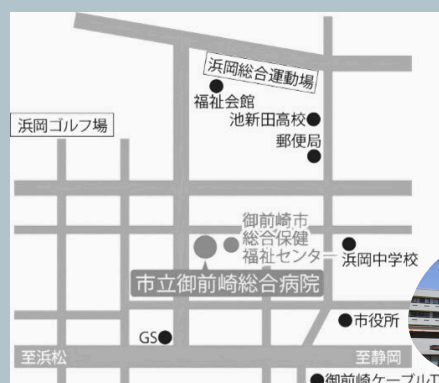 浜岡総合運動場
福祉会館
池新田高校
浜岡ゴルフ場
郵便局
御前崎市
総合保健
福祉センター
浜岡中学校
市立御前崎総合病院
市役所
GS
至浜松
至静岡
御前崎ケーブルT